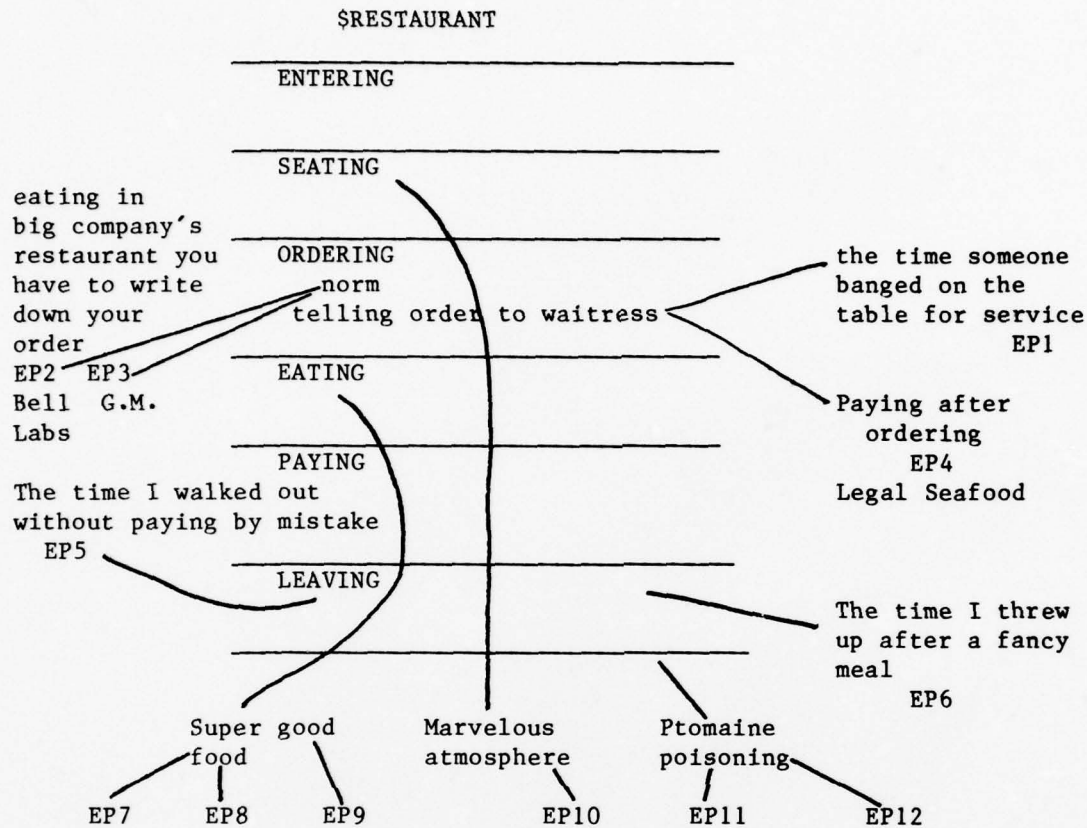 $RESTAURANT
ENTERING
SEATING
eating in
big company's
restaurant you
have to write
down your
order
EP2 EP3
Bell G.M.
Labs
ORDERING
norm
telling order to waitress
the time someone
banged on the
table for service
EP1
EATING
Paying after
ordering
EP4
Legal Seafood
PAYING
The time I walked out
without paying by mistake
EP5
LEAVING
The time I threw
up after a fancy
meal
EP6
Super good
food
Marvelous
atmosphere
Ptomaine
poisoning
EP7 EP8 EP9 EP10 EP11 EP12